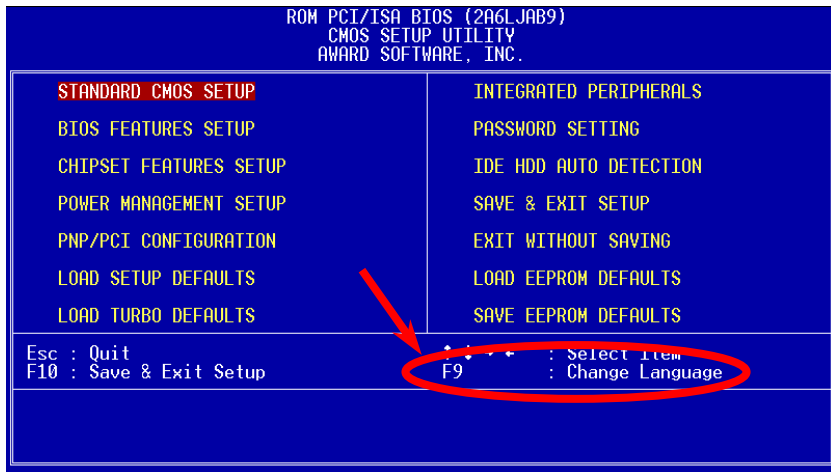 ROM PCI/ISA BIOS (2A6LJAB9)
CMOS SETUP UTILITY
AWARD SOFTWARE, INC.
STANDARD CMOS SETUP
BIOS FEATURES SETUP
CHIPSET FEATURES SETUP
POWER MANAGEMENT SETUP
PNP/PCI CONFIGURATION
LOAD SETUP DEFAULTS
LOAD TURBO DEFAULTS
INTEGRATED PERIPHERALS
PASSWORD SETTING
IDE HDD AUTO DETECTION
SAVE & EXIT SETUP
EXIT WITHOUT SAVING
LOAD EEPROM DEFAULTS
SAVE EEPROM DEFAULTS
Esc : Quit
F10 : Save & Exit Setup
↑ ↓ → ← : Select Item
F9 : Change Language